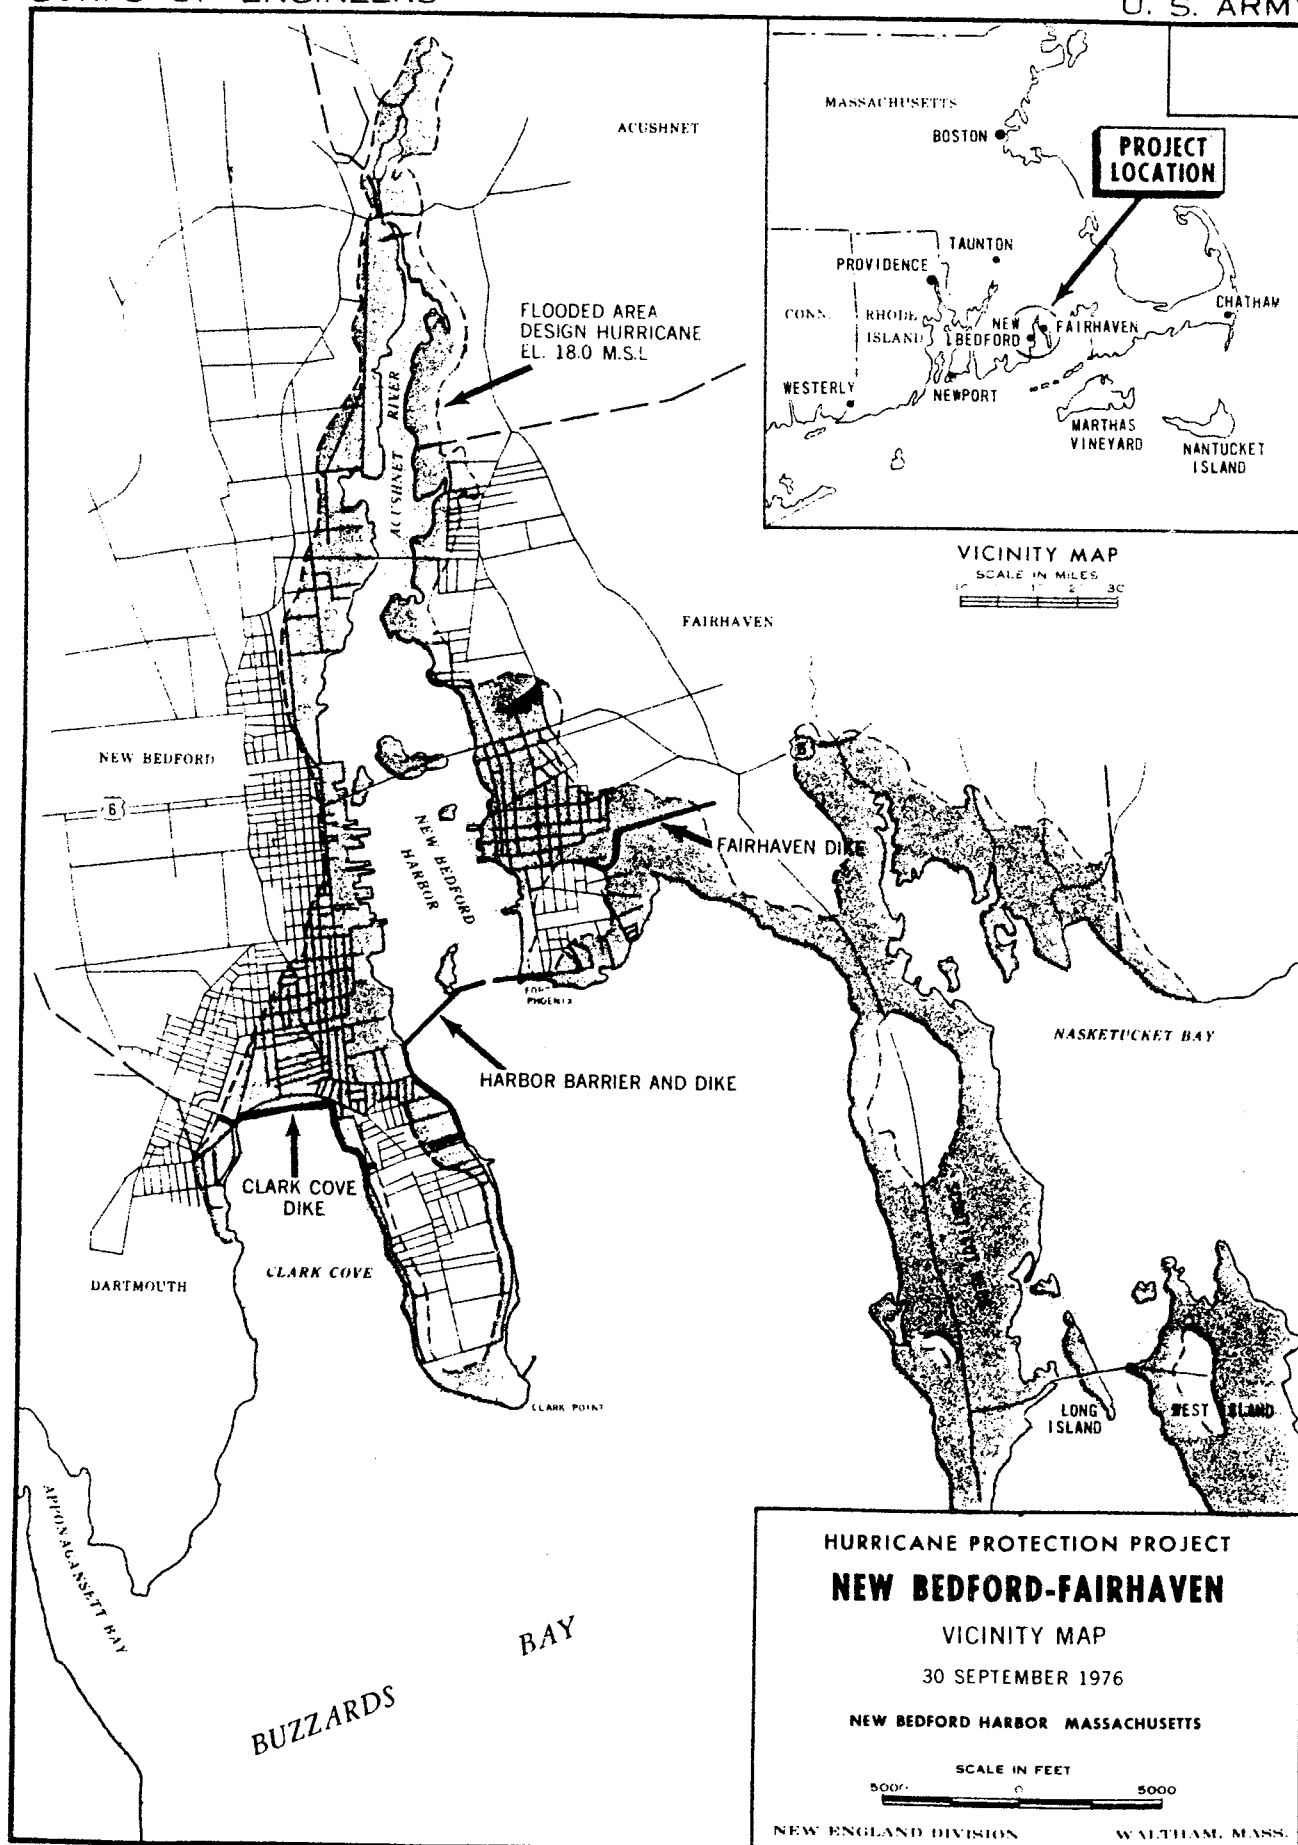 CORPS OF ENGINEERS
U. S. ARMY
MASSACHUSETTS
BOSTON
PROJECT
LOCATION
TAUNTON
PROVIDENCE
CONN.
RHODE
ISLAND
NEW
BEDFORD
FAIRHAVEN
CHATHAM
WESTERLY
NEWPORT
MARTHAS
VINEYARD
NANTUCKET
ISLAND
VICINITY MAP
SCALE IN MILES
ACUSHNET
FLOODED AREA
DESIGN HURRICANE
EL. 18.0 M.S.L
ACUSHNET RIVER
FAIRHAVEN
NEW BEDFORD
6
6
NEW BEDFORD
HARBOR
FAIRHAVEN DIKE
FORT
PHOENIX
NASKETUCKET BAY
HARBOR BARRIER AND DIKE
CLARK COVE
DIKE
CLARK COVE
DARTMOUTH
CLARK POINT
LONG
ISLAND
WEST ISLAND
APPONAGANSETT BAY
BUZZARDS BAY
HURRICANE PROTECTION PROJECT
NEW BEDFORD-FAIRHAVEN
VICINITY MAP
30 SEPTEMBER 1976
NEW BEDFORD HARBOR MASSACHUSETTS
SCALE IN FEET
5000 0 5000
NEW ENGLAND DIVISION WALTHAM, MASS.